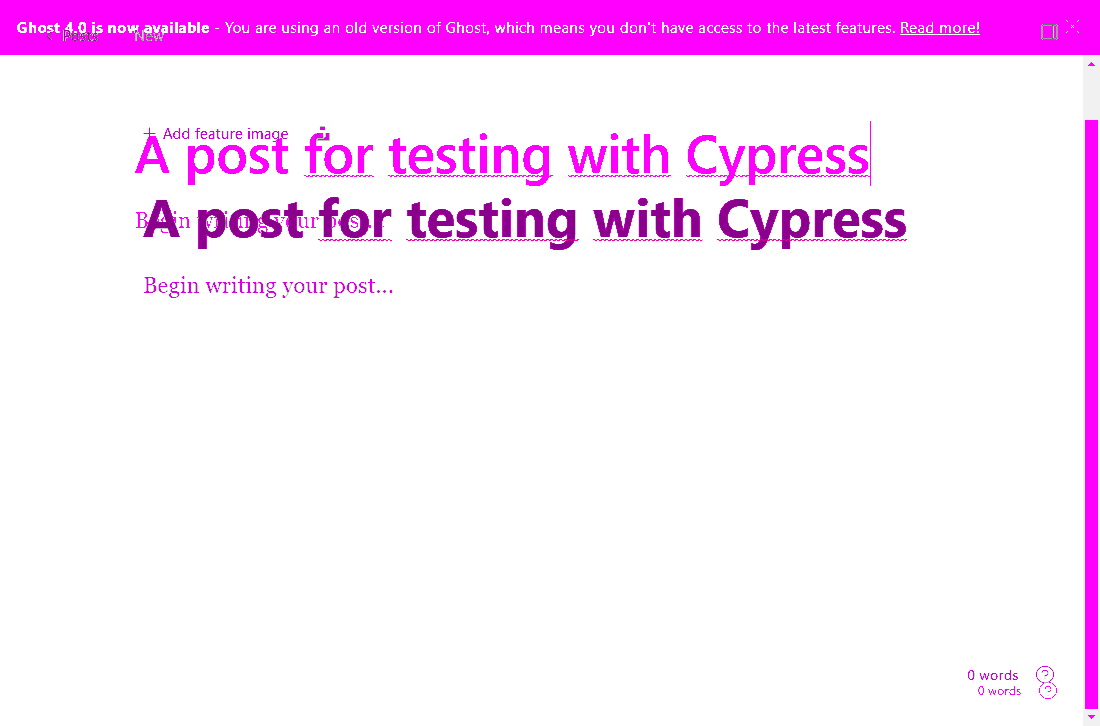 Ghost 4.0 is now available - You are using an old version of Ghost, which means you don't have access to the latest features. Read more!
Posts New
+ Add feature image
A post for testing with Cypress
Begin writing your post...
A post for testing with Cypress
Begin writing your post...
0 words
0 words